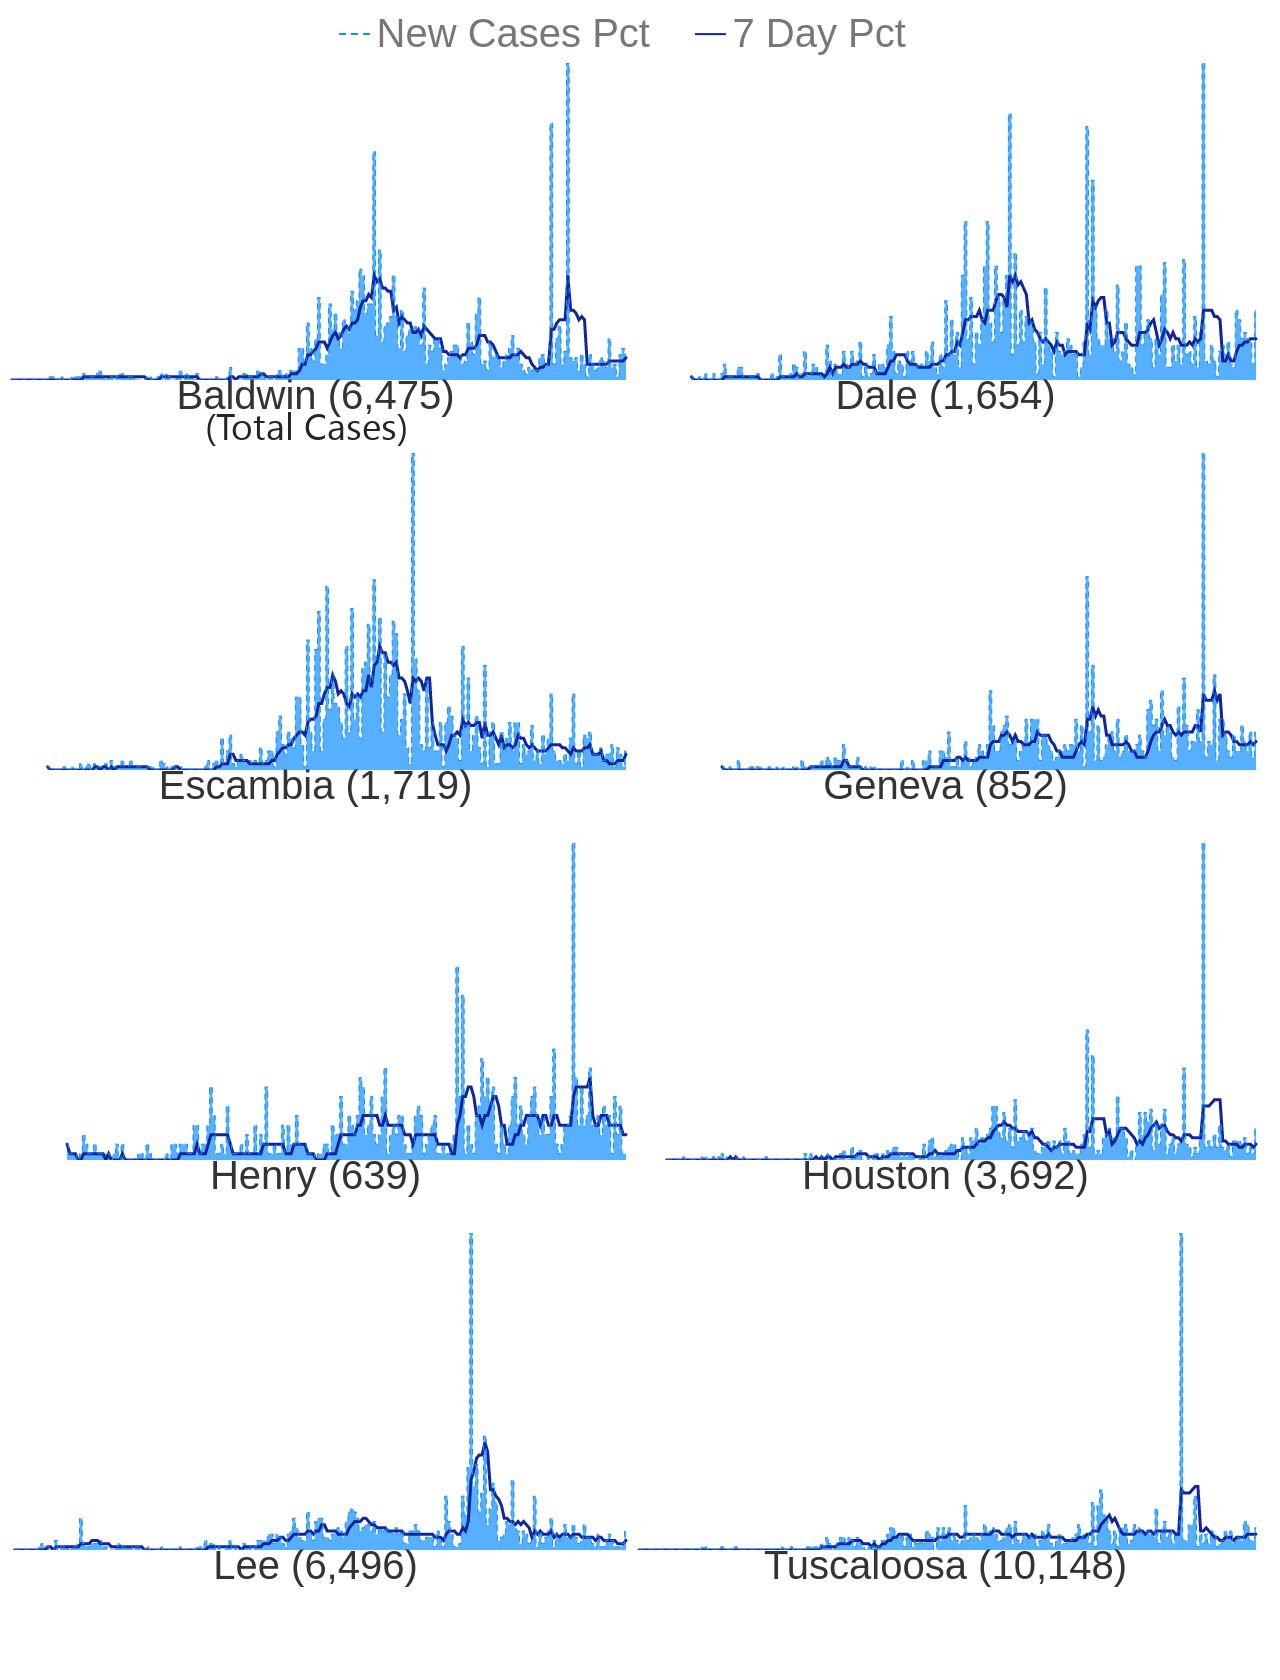 New Cases Pct 7 Day Pct
Baldwin (6,475) Dale (1,654)
(Total Cases)
Escambia (1,719) Geneva (852)
Henry (639) Houston (3,692)
Lee (6,496) Tuscaloosa (10,148)